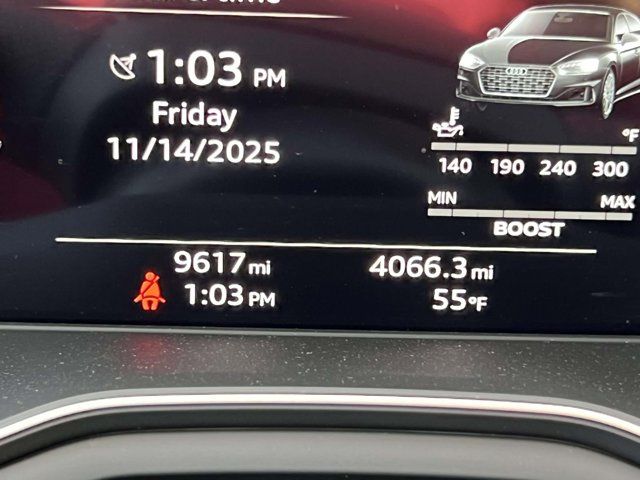 1:03 PM
Friday
11/14/2025
°F
140 190 240 300
MIN MAX
BOOST
9617 mi 4066.3 mi
1:03 PM 55°F